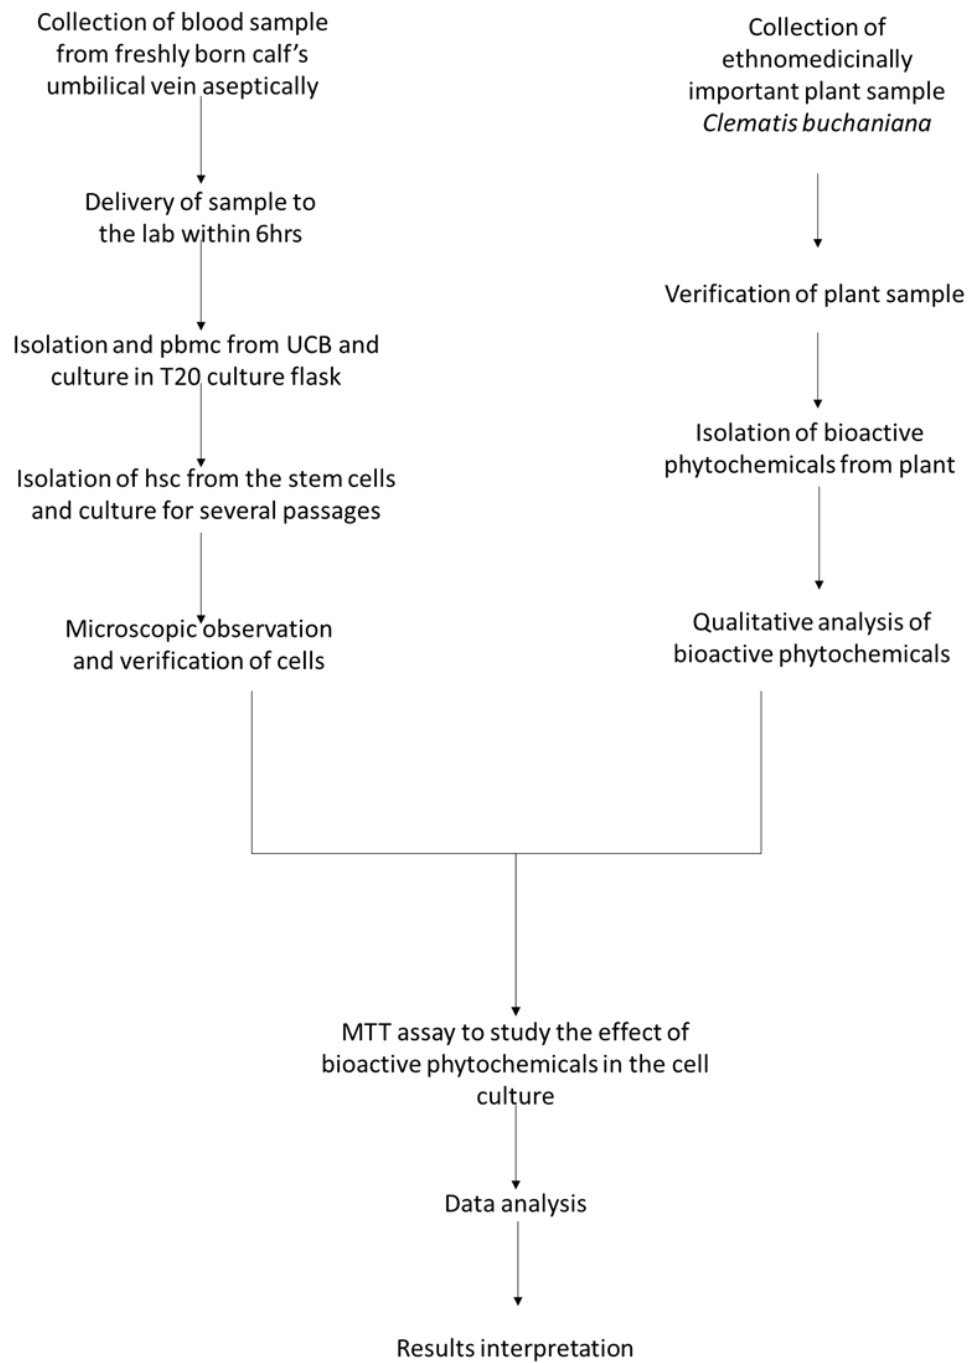 Collection of blood sample
from freshly born calf’s
umbilical vein aseptically
Delivery of sample to
the lab within 6hrs
Isolation and pbmc from UCB and
culture in T20 culture flask
Isolation of hsc from the stem cells
and culture for several passages
Microscopic observation
and verification of cells
Collection of
ethnomedicinally
important plant sample
Clematis buchaniana
Verification of plant sample
Isolation of bioactive
phytochemicals from plant
Qualitative analysis of
bioactive phytochemicals
MTT assay to study the effect of
bioactive phytochemicals in the cell
culture
Data analysis
Results interpretation